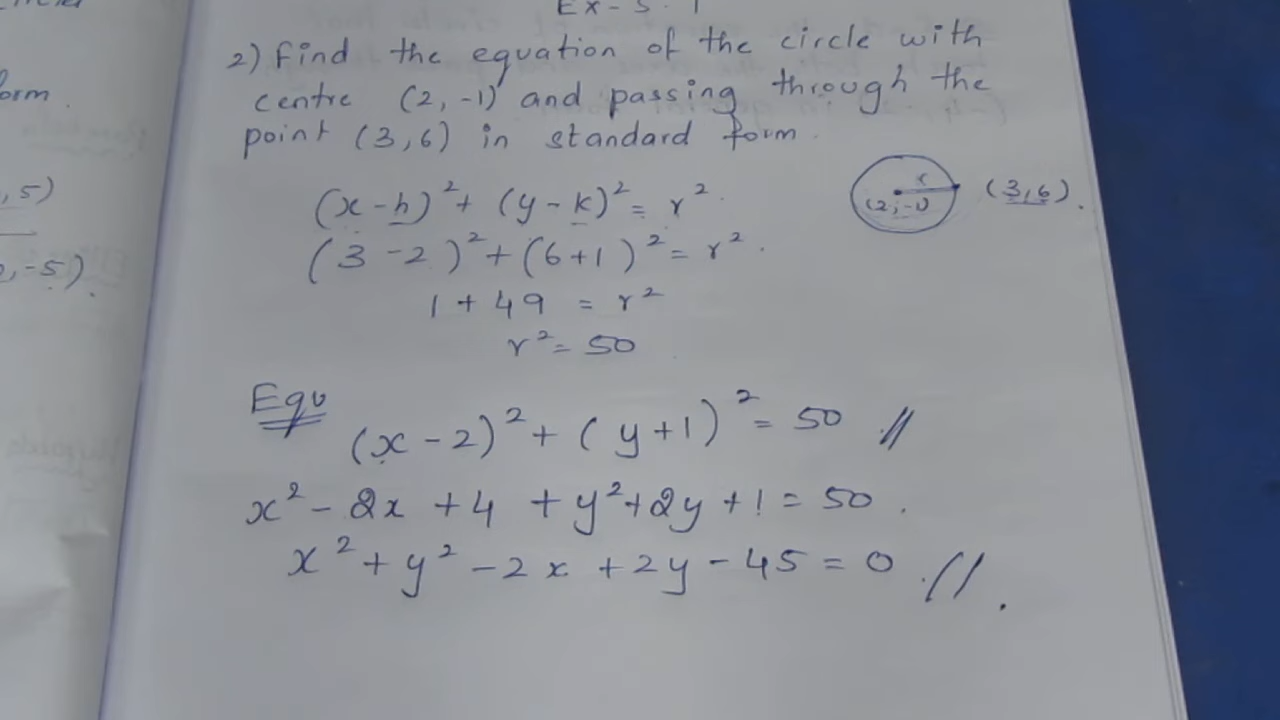 Ex-5.1
2) Find the equation of the circle with
centre (2, -1) and passing through the
point (3,6) in standard form.
(x-h)² + (y-k)² = r²
(3-2)² + (6+1)² = r².
1 + 49 = r²
r² = 50
r
(2,-1)
(3,6).
Equ
(x-2)² + (y+1)² = 50 //
x² - 2x + 4 + y² + 2y + 1 = 50.
x² + y² - 2x + 2y - 45 = 0 .//.
orm.
, 5)
, -5).